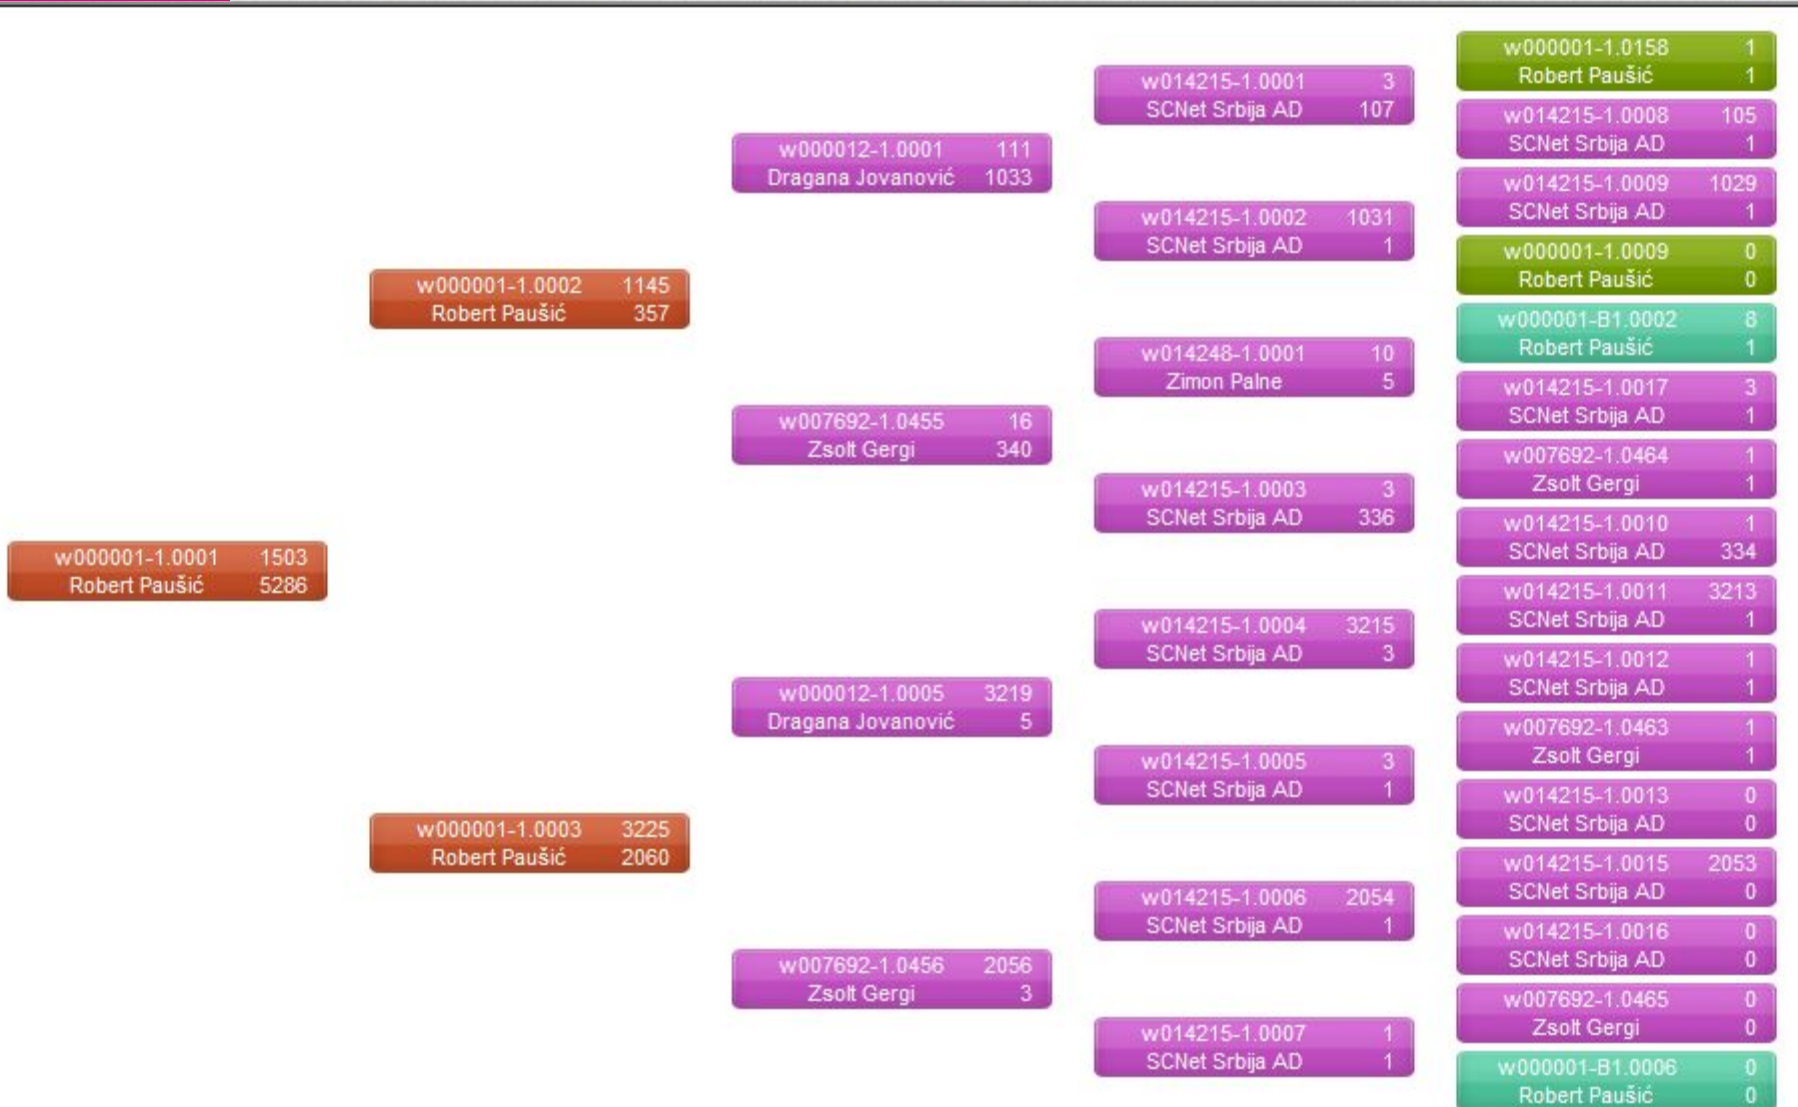 w000001-1.0001 1503
Robert Paušić 5286
w000001-1.0002 1145
Robert Paušić 357
w000001-1.0003 3225
Robert Paušić 2060
w000012-1.0001 111
Dragana Jovanović 1033
w007692-1.0455 16
Zsolt Gergi 340
w000012-1.0005 3219
Dragana Jovanović 5
w007692-1.0456 2056
Zsolt Gergi 3
w014215-1.0001 3
SCNet Srbija AD 107
w014215-1.0002 1031
SCNet Srbija AD 1
w014248-1.0001 10
Zimon Palne 5
w014215-1.0003 3
SCNet Srbija AD 336
w014215-1.0004 3215
SCNet Srbija AD 3
w014215-1.0005 3
SCNet Srbija AD 1
w014215-1.0006 2054
SCNet Srbija AD 1
w014215-1.0007 1
SCNet Srbija AD 1
w000001-1.0158 1
Robert Paušić 1
w014215-1.0008 105
SCNet Srbija AD 1
w014215-1.0009 1029
SCNet Srbija AD 1
w000001-1.0009 0
Robert Paušić 0
w000001-B1.0002 8
Robert Paušić 1
w014215-1.0017 3
SCNet Srbija AD 1
w007692-1.0464 1
Zsolt Gergi 1
w014215-1.0010 1
SCNet Srbija AD 334
w014215-1.0011 3213
SCNet Srbija AD 1
w014215-1.0012 1
SCNet Srbija AD 1
w007692-1.0463 1
Zsolt Gergi 1
w014215-1.0013 0
SCNet Srbija AD 0
w014215-1.0015 2053
SCNet Srbija AD 0
w014215-1.0016 0
SCNet Srbija AD 0
w007692-1.0465 0
Zsolt Gergi 0
w000001-B1.0006 0
Robert Paušić 0